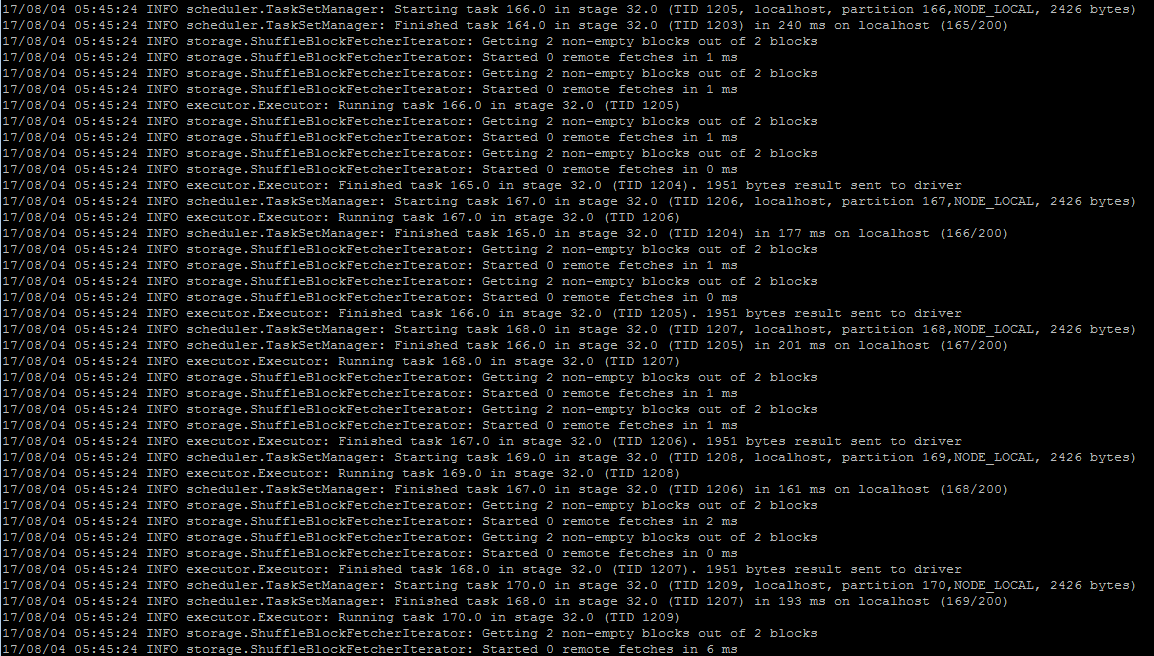 17/08/04 05:45:24 INFO scheduler.TaskSetManager: Starting task 166.0 in stage 32.0 (TID 1205, localhost, partition 166,NODE_LOCAL, 2426 bytes)
17/08/04 05:45:24 INFO scheduler.TaskSetManager: Finished task 164.0 in stage 32.0 (TID 1203) in 240 ms on localhost (165/200)
17/08/04 05:45:24 INFO storage.ShuffleBlockFetcherIterator: Getting 2 non-empty blocks out of 2 blocks
17/08/04 05:45:24 INFO storage.ShuffleBlockFetcherIterator: Started 0 remote fetches in 1 ms
17/08/04 05:45:24 INFO storage.ShuffleBlockFetcherIterator: Getting 2 non-empty blocks out of 2 blocks
17/08/04 05:45:24 INFO storage.ShuffleBlockFetcherIterator: Started 0 remote fetches in 1 ms
17/08/04 05:45:24 INFO executor.Executor: Running task 166.0 in stage 32.0 (TID 1205)
17/08/04 05:45:24 INFO storage.ShuffleBlockFetcherIterator: Getting 2 non-empty blocks out of 2 blocks
17/08/04 05:45:24 INFO storage.ShuffleBlockFetcherIterator: Started 0 remote fetches in 1 ms
17/08/04 05:45:24 INFO storage.ShuffleBlockFetcherIterator: Getting 2 non-empty blocks out of 2 blocks
17/08/04 05:45:24 INFO storage.ShuffleBlockFetcherIterator: Started 0 remote fetches in 0 ms
17/08/04 05:45:24 INFO executor.Executor: Finished task 165.0 in stage 32.0 (TID 1204). 1951 bytes result sent to driver
17/08/04 05:45:24 INFO scheduler.TaskSetManager: Starting task 167.0 in stage 32.0 (TID 1206, localhost, partition 167,NODE_LOCAL, 2426 bytes)
17/08/04 05:45:24 INFO executor.Executor: Running task 167.0 in stage 32.0 (TID 1206)
17/08/04 05:45:24 INFO scheduler.TaskSetManager: Finished task 165.0 in stage 32.0 (TID 1204) in 177 ms on localhost (166/200)
17/08/04 05:45:24 INFO storage.ShuffleBlockFetcherIterator: Getting 2 non-empty blocks out of 2 blocks
17/08/04 05:45:24 INFO storage.ShuffleBlockFetcherIterator: Started 0 remote fetches in 1 ms
17/08/04 05:45:24 INFO storage.ShuffleBlockFetcherIterator: Getting 2 non-empty blocks out of 2 blocks
17/08/04 05:45:24 INFO storage.ShuffleBlockFetcherIterator: Started 0 remote fetches in 0 ms
17/08/04 05:45:24 INFO executor.Executor: Finished task 166.0 in stage 32.0 (TID 1205). 1951 bytes result sent to driver
17/08/04 05:45:24 INFO scheduler.TaskSetManager: Starting task 168.0 in stage 32.0 (TID 1207, localhost, partition 168,NODE_LOCAL, 2426 bytes)
17/08/04 05:45:24 INFO scheduler.TaskSetManager: Finished task 166.0 in stage 32.0 (TID 1205) in 201 ms on localhost (167/200)
17/08/04 05:45:24 INFO executor.Executor: Running task 168.0 in stage 32.0 (TID 1207)
17/08/04 05:45:24 INFO storage.ShuffleBlockFetcherIterator: Getting 2 non-empty blocks out of 2 blocks
17/08/04 05:45:24 INFO storage.ShuffleBlockFetcherIterator: Started 0 remote fetches in 1 ms
17/08/04 05:45:24 INFO storage.ShuffleBlockFetcherIterator: Getting 2 non-empty blocks out of 2 blocks
17/08/04 05:45:24 INFO storage.ShuffleBlockFetcherIterator: Started 0 remote fetches in 1 ms
17/08/04 05:45:24 INFO executor.Executor: Finished task 167.0 in stage 32.0 (TID 1206). 1951 bytes result sent to driver
17/08/04 05:45:24 INFO scheduler.TaskSetManager: Starting task 169.0 in stage 32.0 (TID 1208, localhost, partition 169,NODE_LOCAL, 2426 bytes)
17/08/04 05:45:24 INFO executor.Executor: Running task 169.0 in stage 32.0 (TID 1208)
17/08/04 05:45:24 INFO scheduler.TaskSetManager: Finished task 167.0 in stage 32.0 (TID 1206) in 161 ms on localhost (168/200)
17/08/04 05:45:24 INFO storage.ShuffleBlockFetcherIterator: Getting 2 non-empty blocks out of 2 blocks
17/08/04 05:45:24 INFO storage.ShuffleBlockFetcherIterator: Started 0 remote fetches in 2 ms
17/08/04 05:45:24 INFO storage.ShuffleBlockFetcherIterator: Getting 2 non-empty blocks out of 2 blocks
17/08/04 05:45:24 INFO storage.ShuffleBlockFetcherIterator: Started 0 remote fetches in 0 ms
17/08/04 05:45:24 INFO executor.Executor: Finished task 168.0 in stage 32.0 (TID 1207). 1951 bytes result sent to driver
17/08/04 05:45:24 INFO scheduler.TaskSetManager: Starting task 170.0 in stage 32.0 (TID 1209, localhost, partition 170,NODE_LOCAL, 2426 bytes)
17/08/04 05:45:24 INFO scheduler.TaskSetManager: Finished task 168.0 in stage 32.0 (TID 1207) in 193 ms on localhost (169/200)
17/08/04 05:45:24 INFO executor.Executor: Running task 170.0 in stage 32.0 (TID 1209)
17/08/04 05:45:24 INFO storage.ShuffleBlockFetcherIterator: Getting 2 non-empty blocks out of 2 blocks
17/08/04 05:45:24 INFO storage.ShuffleBlockFetcherIterator: Started 0 remote fetches in 6 ms